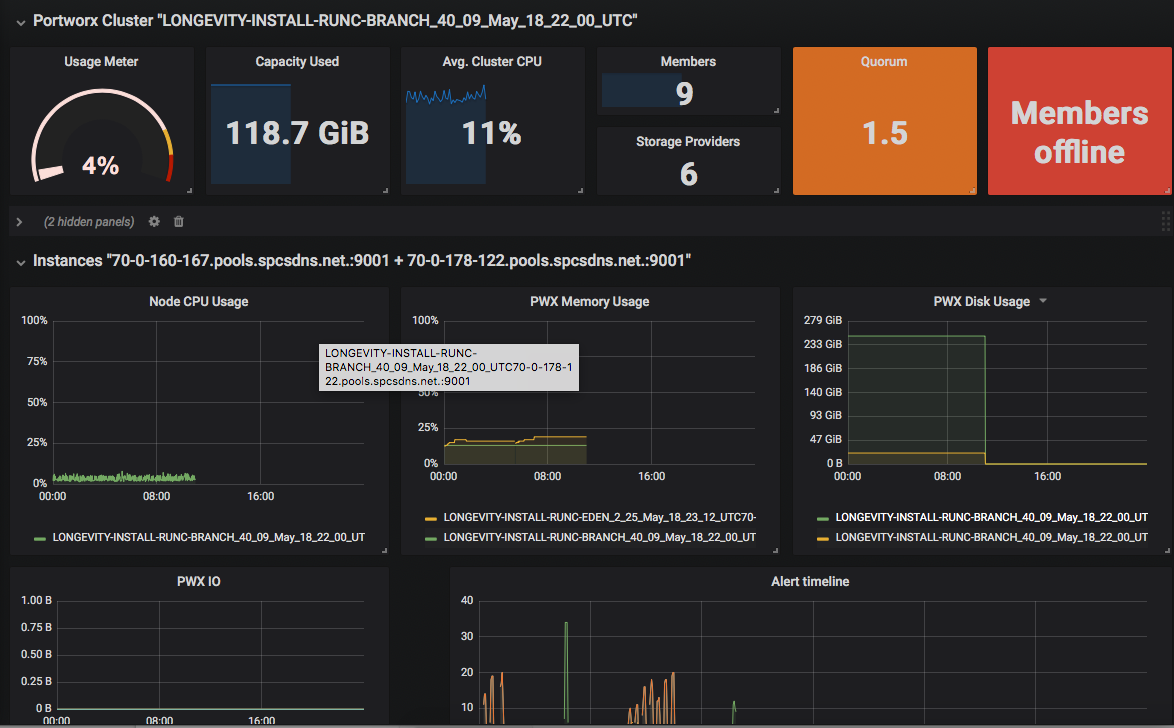 Portworx Cluster "LONGEVITY-INSTALL-RUNC-BRANCH_40_09_May_18_22_00_UTC"
Usage Meter
4%
Capacity Used
118.7 GiB
Avg. Cluster CPU
11%
Members
9
Storage Providers
6
Quorum
1.5
Members
offline
(2 hidden panels)
Instances "70-0-160-167.pools.spcsdns.net.:9001 + 70-0-178-122.pools.spcsdns.net.:9001"
Node CPU Usage
100%
75%
50%
25%
0%
00:00 08:00 16:00
LONGEVITY-INSTALL-RUNC-BRANCH_40_09_May_18_22_00_UT
LONGEVITY-INSTALL-RUNC-
BRANCH_40_09_May_18_22_00_UTC70-0-178-1
22.pools.spcsdns.net.:9001
PWX Memory Usage
100%
50%
25%
0%
00:00 08:00 16:00
LONGEVITY-INSTALL-RUNC-EDEN_2_25_May_18_23_12_UTC70-
LONGEVITY-INSTALL-RUNC-BRANCH_40_09_May_18_22_00_UT
PWX Disk Usage
279 GiB
233 GiB
186 GiB
140 GiB
93 GiB
47 GiB
0 B
00:00 08:00 16:00
LONGEVITY-INSTALL-RUNC-BRANCH_40_09_May_18_22_00_UT
LONGEVITY-INSTALL-RUNC-BRANCH_40_09_May_18_22_00_UT
PWX IO
1.00 B
0.75 B
0.50 B
0.25 B
0 B
00:00 08:00 16:00
Alert timeline
40
30
20
10